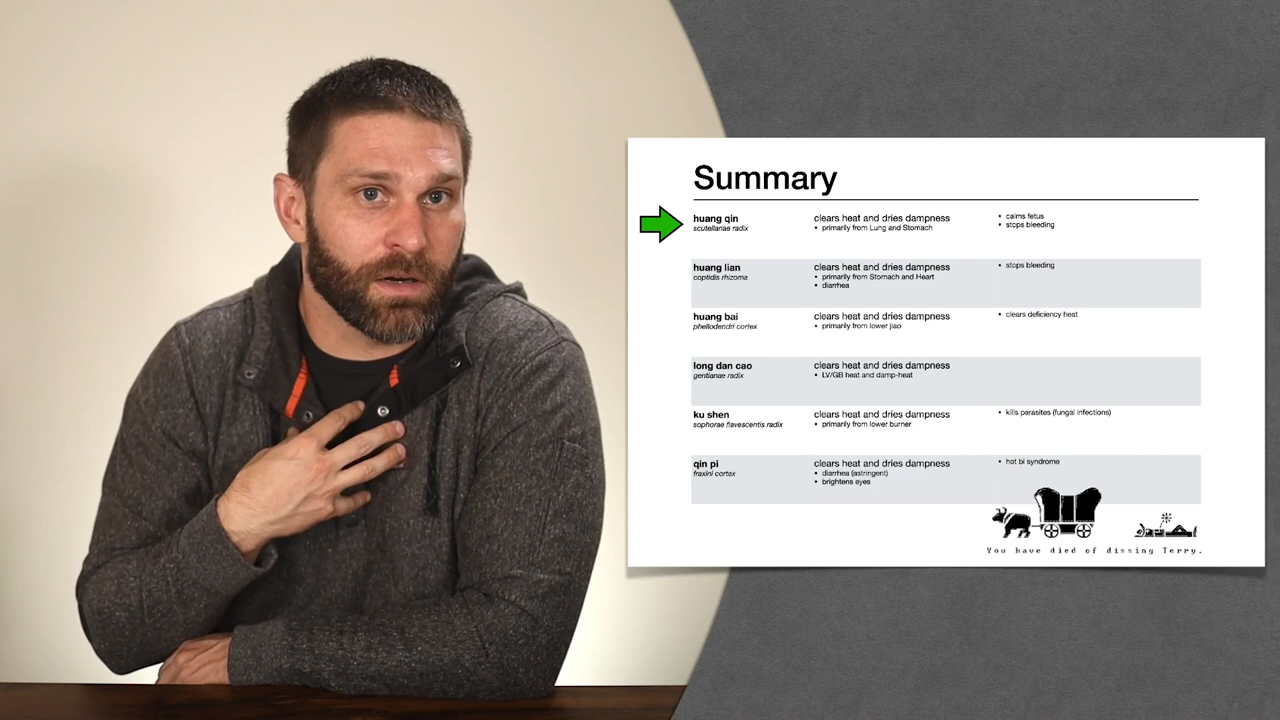 Summary
huang qin
scutellariae radix
clears heat and dries dampness
• primarily from Lung and Stomach
• calms fetus
• stops bleeding
huang lian
coptidis rhizoma
clears heat and dries dampness
• primarily from Stomach and Heart
• diarrhea
• stops bleeding
huang bai
phellodendri cortex
clears heat and dries dampness
• primarily from lower jiao
• clears deficiency heat
long dan cao
gentianae radix
clears heat and dries dampness
• LV/GB heat and damp-heat
ku shen
sophorae flavescentis radix
clears heat and dries dampness
• primarily from lower burner
• kills parasites (fungal infections)
qin pi
fraxini cortex
clears heat and dries dampness
• diarrhea (astringent)
• brightens eyes
• hot bi syndrome
You have died of dissing Terry.